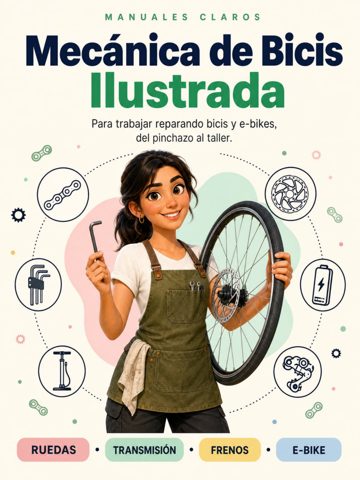 MANUALES CLAROS
Mecánica de Bicis
Ilustrada
Para trabajar reparando bicis y e-bikes,
del pinchazo al taller.
RUEDAS • TRANSMISIÓN • FRENOS • E-BIKE